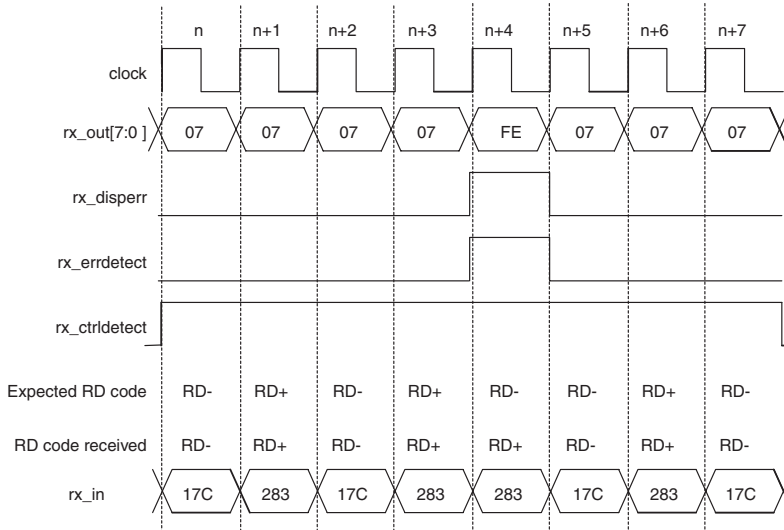 n n+1 n+2 n+3 n+4 n+5 n+6 n+7
clock
rx_out[7:0 ] 07 07 07 07 FE 07 07 07
rx_disperr
rx_errdetect
rx_ctrldetect
Expected RD code RD- RD+ RD- RD+ RD- RD- RD+ RD-
RD code received RD- RD+ RD- RD+ RD+ RD- RD+ RD-
rx_in 17C 283 17C 283 283 17C 283 17C